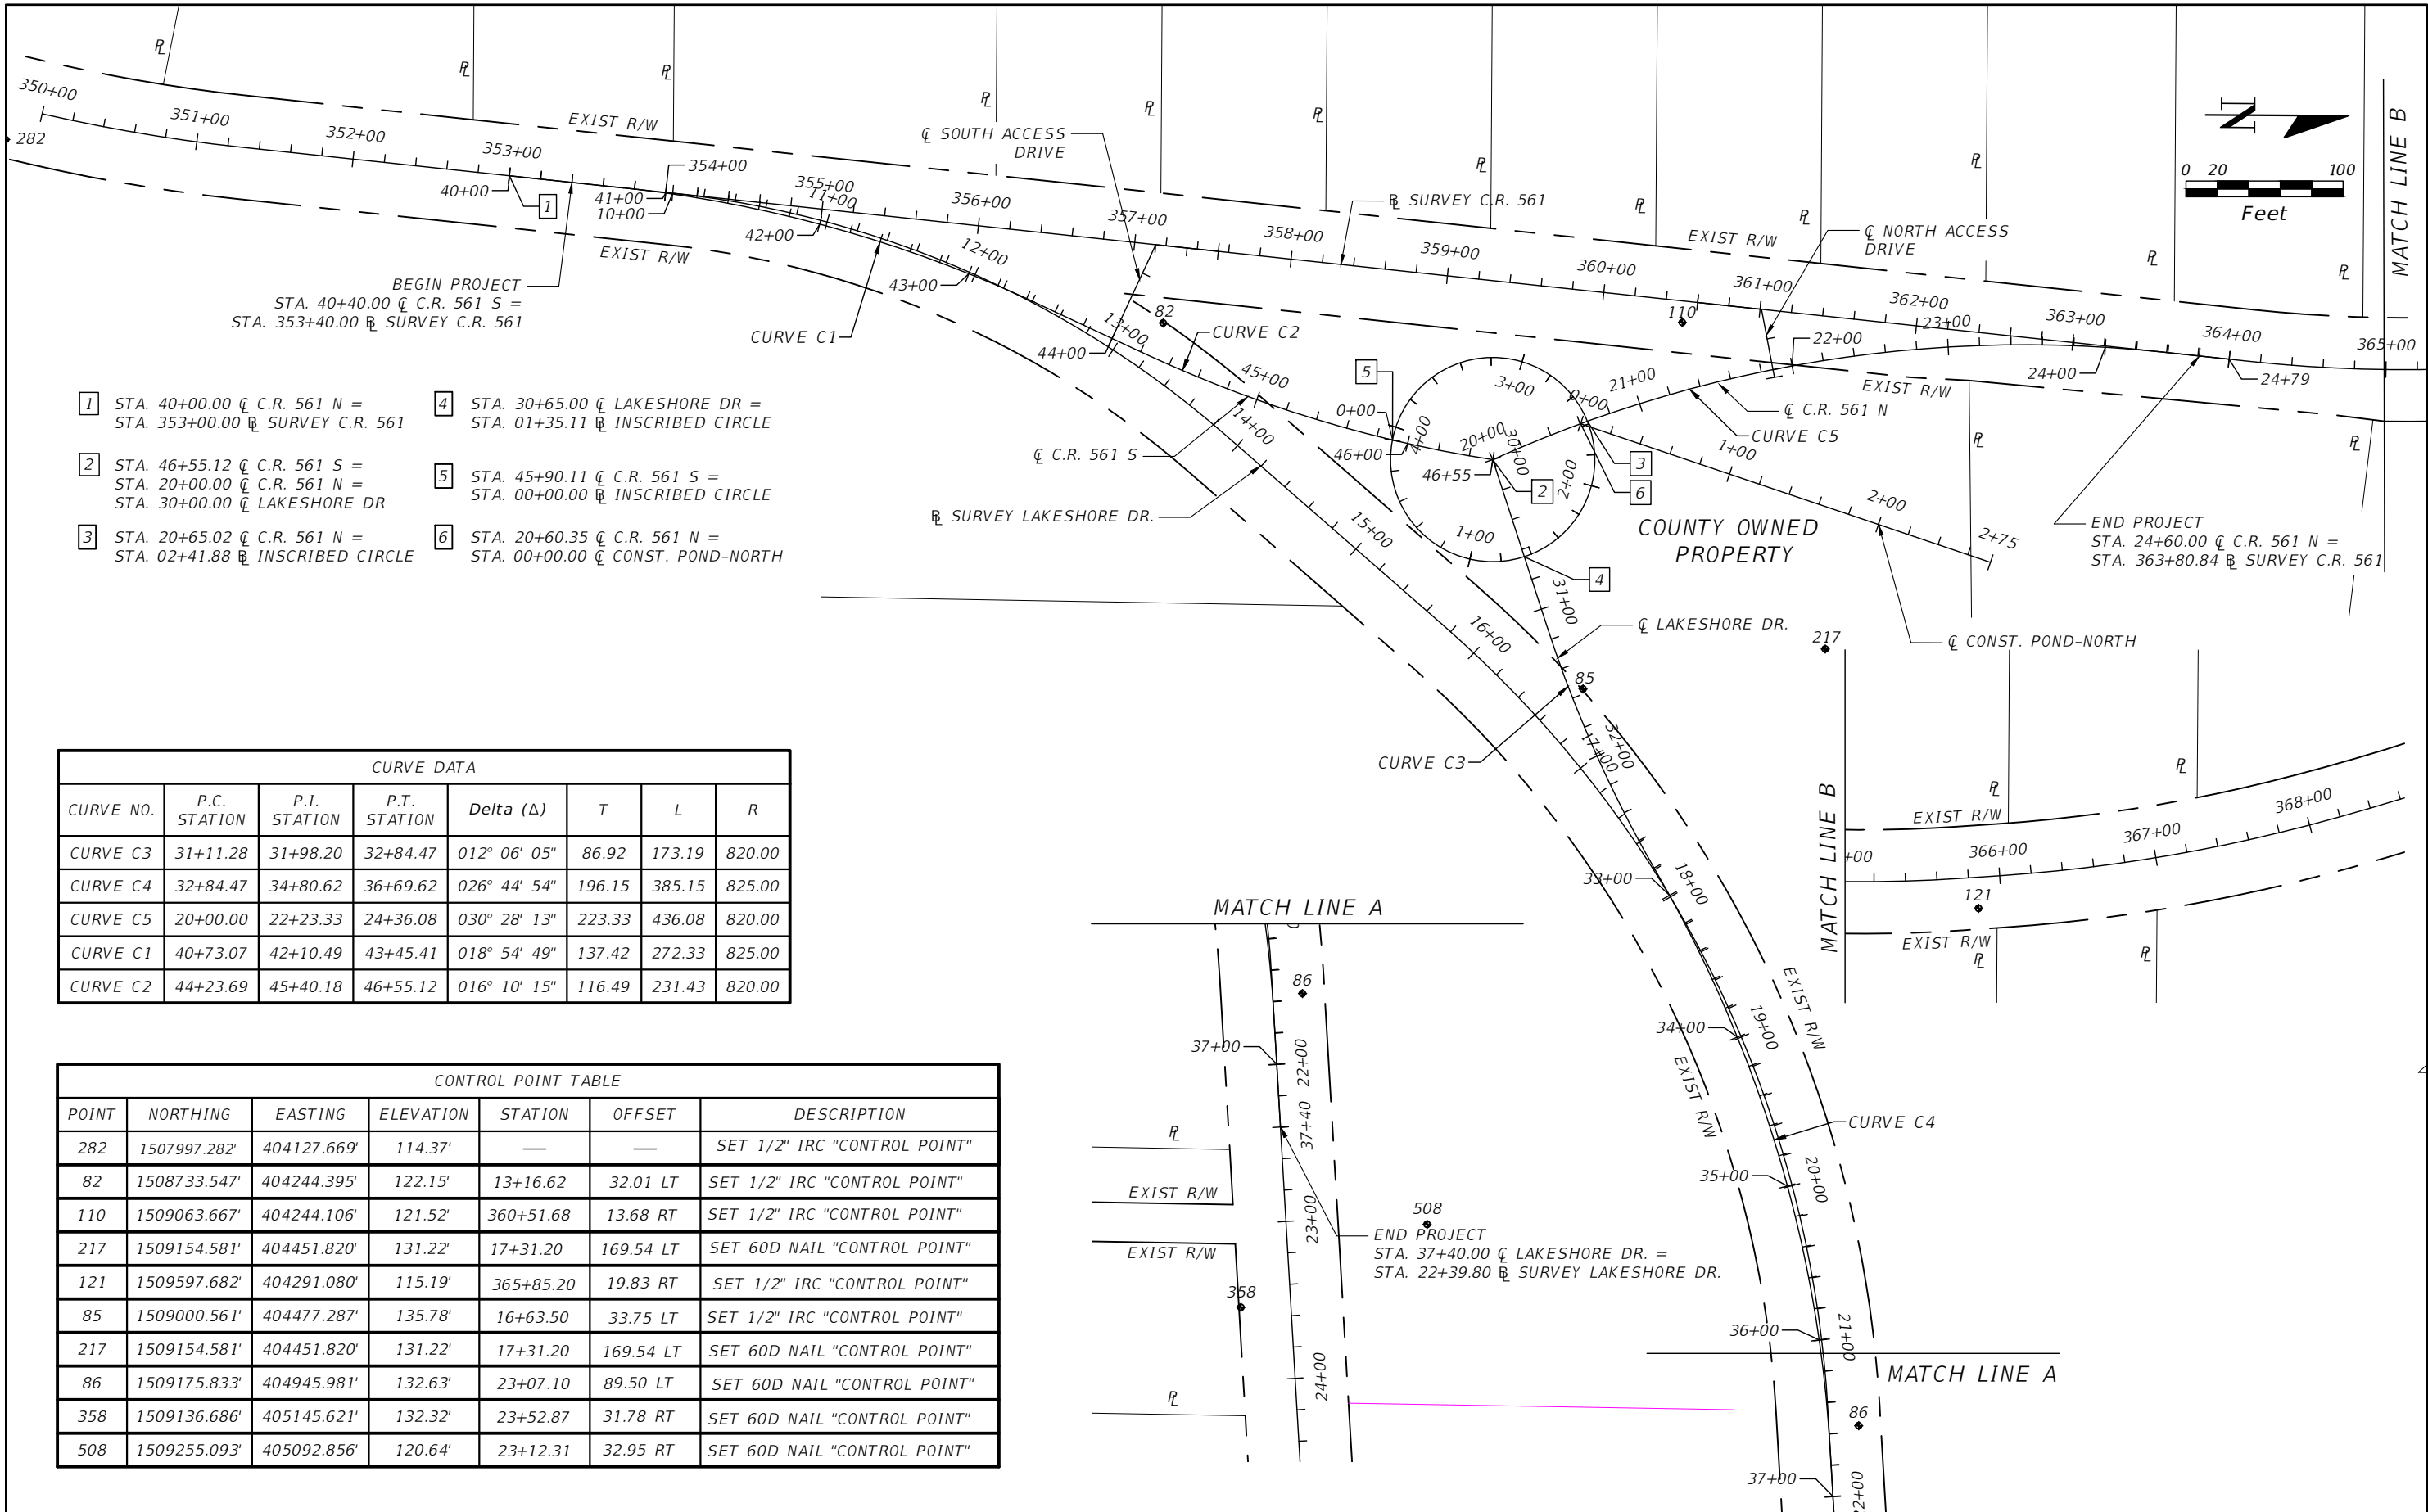 350+00
351+00
352+00
353+00
354+00
355+00
356+00
357+00
358+00
359+00
360+00
361+00
362+00
363+00
364+00
365+00
282
EXIST R/W
EXIST R/W
℄ SOUTH ACCESS
DRIVE
℄ NORTH ACCESS
DRIVE
SURVEY C.R. 561
EXIST R/W
EXIST R/W
0 20 100
Feet
N
MATCH LINE B
40+00
1
41+00
10+00
11+00
42+00
12+00
43+00
13+00
44+00
82
110
BEGIN PROJECT
STA. 40+40.00 ℄ C.R. 561 S =
STA. 353+40.00 SURVEY C.R. 561
CURVE C1
CURVE C2
45+00
14+00
℄ C.R. 561 S
SURVEY LAKESHORE DR.
5
0+00
46+00
46+55
4+00
3+00
2+00
1+00
20+00
30+00
0+00
21+00
22+00
23+00
24+00
24+79
℄ C.R. 561 N
CURVE C5
2
3
6
4
1+00
2+00
2+75
COUNTY OWNED
PROPERTY
END PROJECT
STA. 24+60.00 ℄ C.R. 561 N =
STA. 363+80.84 SURVEY C.R. 561
15+00
16+00
31+00
℄ LAKESHORE DR.
℄ CONST. POND-NORTH
217
85
CURVE C3
17+00
32+00
33+00
18+00
1 STA. 40+00.00 ℄ C.R. 561 N =
STA. 353+00.00 SURVEY C.R. 561
2 STA. 46+55.12 ℄ C.R. 561 S =
STA. 20+00.00 ℄ C.R. 561 N =
STA. 30+00.00 ℄ LAKESHORE DR
3 STA. 20+65.02 ℄ C.R. 561 N =
STA. 02+41.88 INSCRIBED CIRCLE
4 STA. 30+65.00 ℄ LAKESHORE DR =
STA. 01+35.11 INSCRIBED CIRCLE
5 STA. 45+90.11 ℄ C.R. 561 S =
STA. 00+00.00 INSCRIBED CIRCLE
6 STA. 20+60.35 ℄ C.R. 561 N =
STA. 00+00.00 ℄ CONST. POND-NORTH
CURVE DATA
CURVE NO. P.C. STATION P.I. STATION P.T. STATION Delta (Δ) T L R
CURVE C3 31+11.28 31+98.20 32+84.47 012° 06' 05" 86.92 173.19 820.00
CURVE C4 32+84.47 34+80.62 36+69.62 026° 44' 54" 196.15 385.15 825.00
CURVE C5 20+00.00 22+23.33 24+36.08 030° 28' 13" 223.33 436.08 820.00
CURVE C1 40+73.07 42+10.49 43+45.41 018° 54' 49" 137.42 272.33 825.00
CURVE C2 44+23.69 45+40.18 46+55.12 016° 10' 15" 116.49 231.43 820.00
CONTROL POINT TABLE
POINT NORTHING EASTING ELEVATION STATION OFFSET DESCRIPTION
282 1507997.282' 404127.669' 114.37' — — SET 1/2" IRC "CONTROL POINT"
82 1508733.547' 404244.395' 122.15' 13+16.62 32.01 LT SET 1/2" IRC "CONTROL POINT"
110 1509063.667' 404244.106' 121.52' 360+51.68 13.68 RT SET 1/2" IRC "CONTROL POINT"
217 1509154.581' 404451.820' 131.22' 17+31.20 169.54 LT SET 60D NAIL "CONTROL POINT"
121 1509597.682' 404291.080' 115.19' 365+85.20 19.83 RT SET 1/2" IRC "CONTROL POINT"
85 1509000.561' 404477.287' 135.78' 16+63.50 33.75 LT SET 1/2" IRC "CONTROL POINT"
217 1509154.581' 404451.820' 131.22' 17+31.20 169.54 LT SET 60D NAIL "CONTROL POINT"
86 1509175.833' 404945.981' 132.63' 23+07.10 89.50 LT SET 60D NAIL "CONTROL POINT"
358 1509136.686' 405145.621' 132.32' 23+52.87 31.78 RT SET 60D NAIL "CONTROL POINT"
508 1509255.093' 405092.856' 120.64' 23+12.31 32.95 RT SET 60D NAIL "CONTROL POINT"
MATCH LINE B
+00
366+00
367+00
368+00
EXIST R/W
EXIST R/W
121
MATCH LINE A
86
37+00
22+00
37+40
23+00
24+00
EXIST R/W
EXIST R/W
358
508
END PROJECT
STA. 37+40.00 ℄ LAKESHORE DR. =
STA. 22+39.80 SURVEY LAKESHORE DR.
34+00
19+00
EXIST R/W
EXIST R/W
CURVE C4
35+00
20+00
36+00
21+00
MATCH LINE A
86
37+00